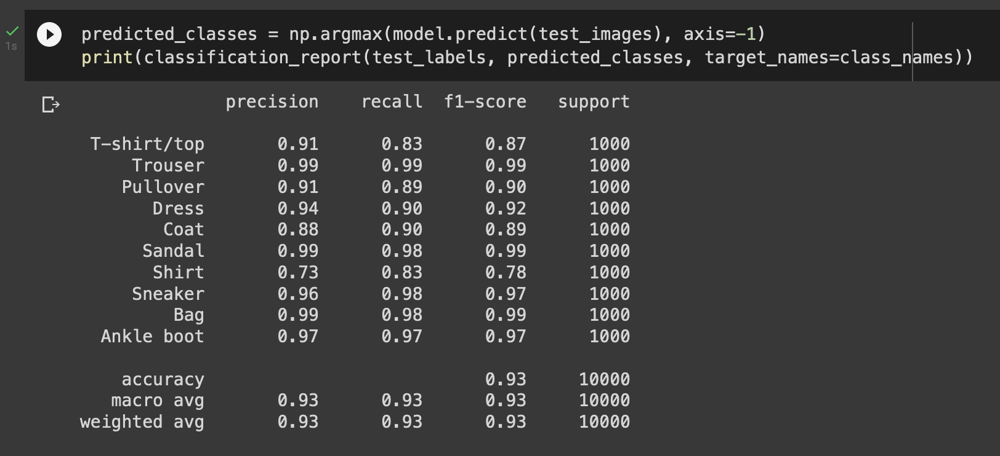 predicted_classes = np.argmax(model.predict(test_images), axis=-1)
1s
print(classification_report(test_labels, predicted_classes, target_names=class_names))
precision recall f1-score support
T-shirt/top 0.91 0.83 0.87 1000
Trouser 0.99 0.99 0.99 1000
Pullover 0.91 0.89 0.90 1000
Dress 0.94 0.90 0.92 1000
Coat 0.88 0.90 0.89 1000
Sandal 0.99 0.98 0.99 1000
Shirt 0.73 0.83 0.78 1000
Sneaker 0.96 0.98 0.97 1000
Bag 0.99 0.98 0.99 1000
Ankle boot 0.97 0.97 0.97 1000
accuracy 0.93 10000
macro avg 0.93 0.93 0.93 10000
weighted avg 0.93 0.93 0.93 10000